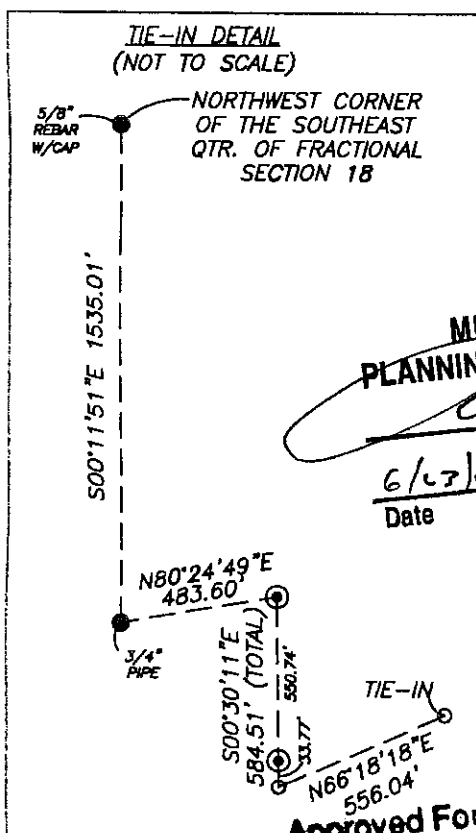 TIE-IN DETAIL
(NOT TO SCALE)
5/8"
REBAR
W/CAP
NORTHWEST CORNER
OF THE SOUTHEAST
QTR. OF FRACTIONAL
SECTION 18
S00°11'51"E 1535.01'
PLANNIN
6/23/
Date
N80°24'49"E
483.60'
3/4"
PIPE
S00°30'11"E
584.51' (TOTAL)
550.74'
33.77'
TIE-IN
N66°18'18"E
556.04'
Approved For